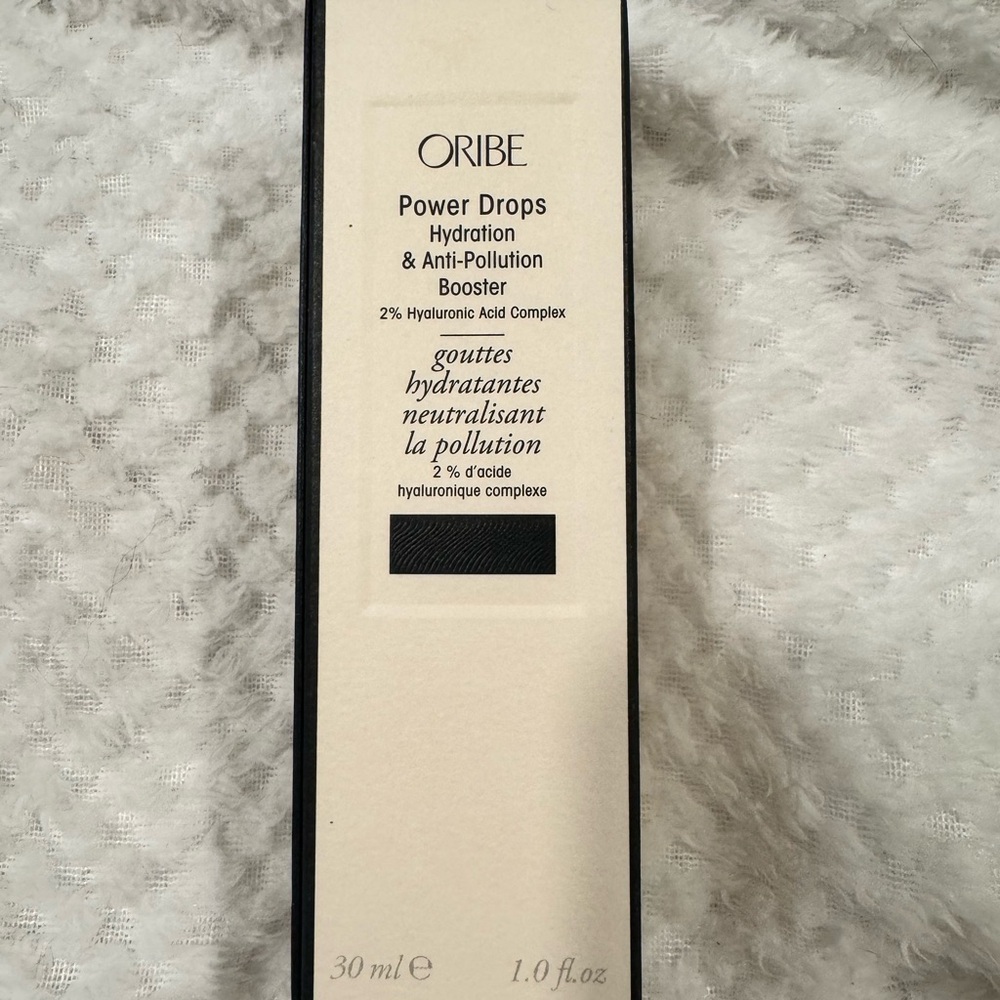 ORIBE
Power Drops
Hydration
& Anti-Pollution
Booster
2% Hyaluronic Acid Complex
gouttes
hydratantes
neutralisant
la pollution
2 % d'acide
hyaluronique complexe
30 ml ℮ 1.0 fl.oz